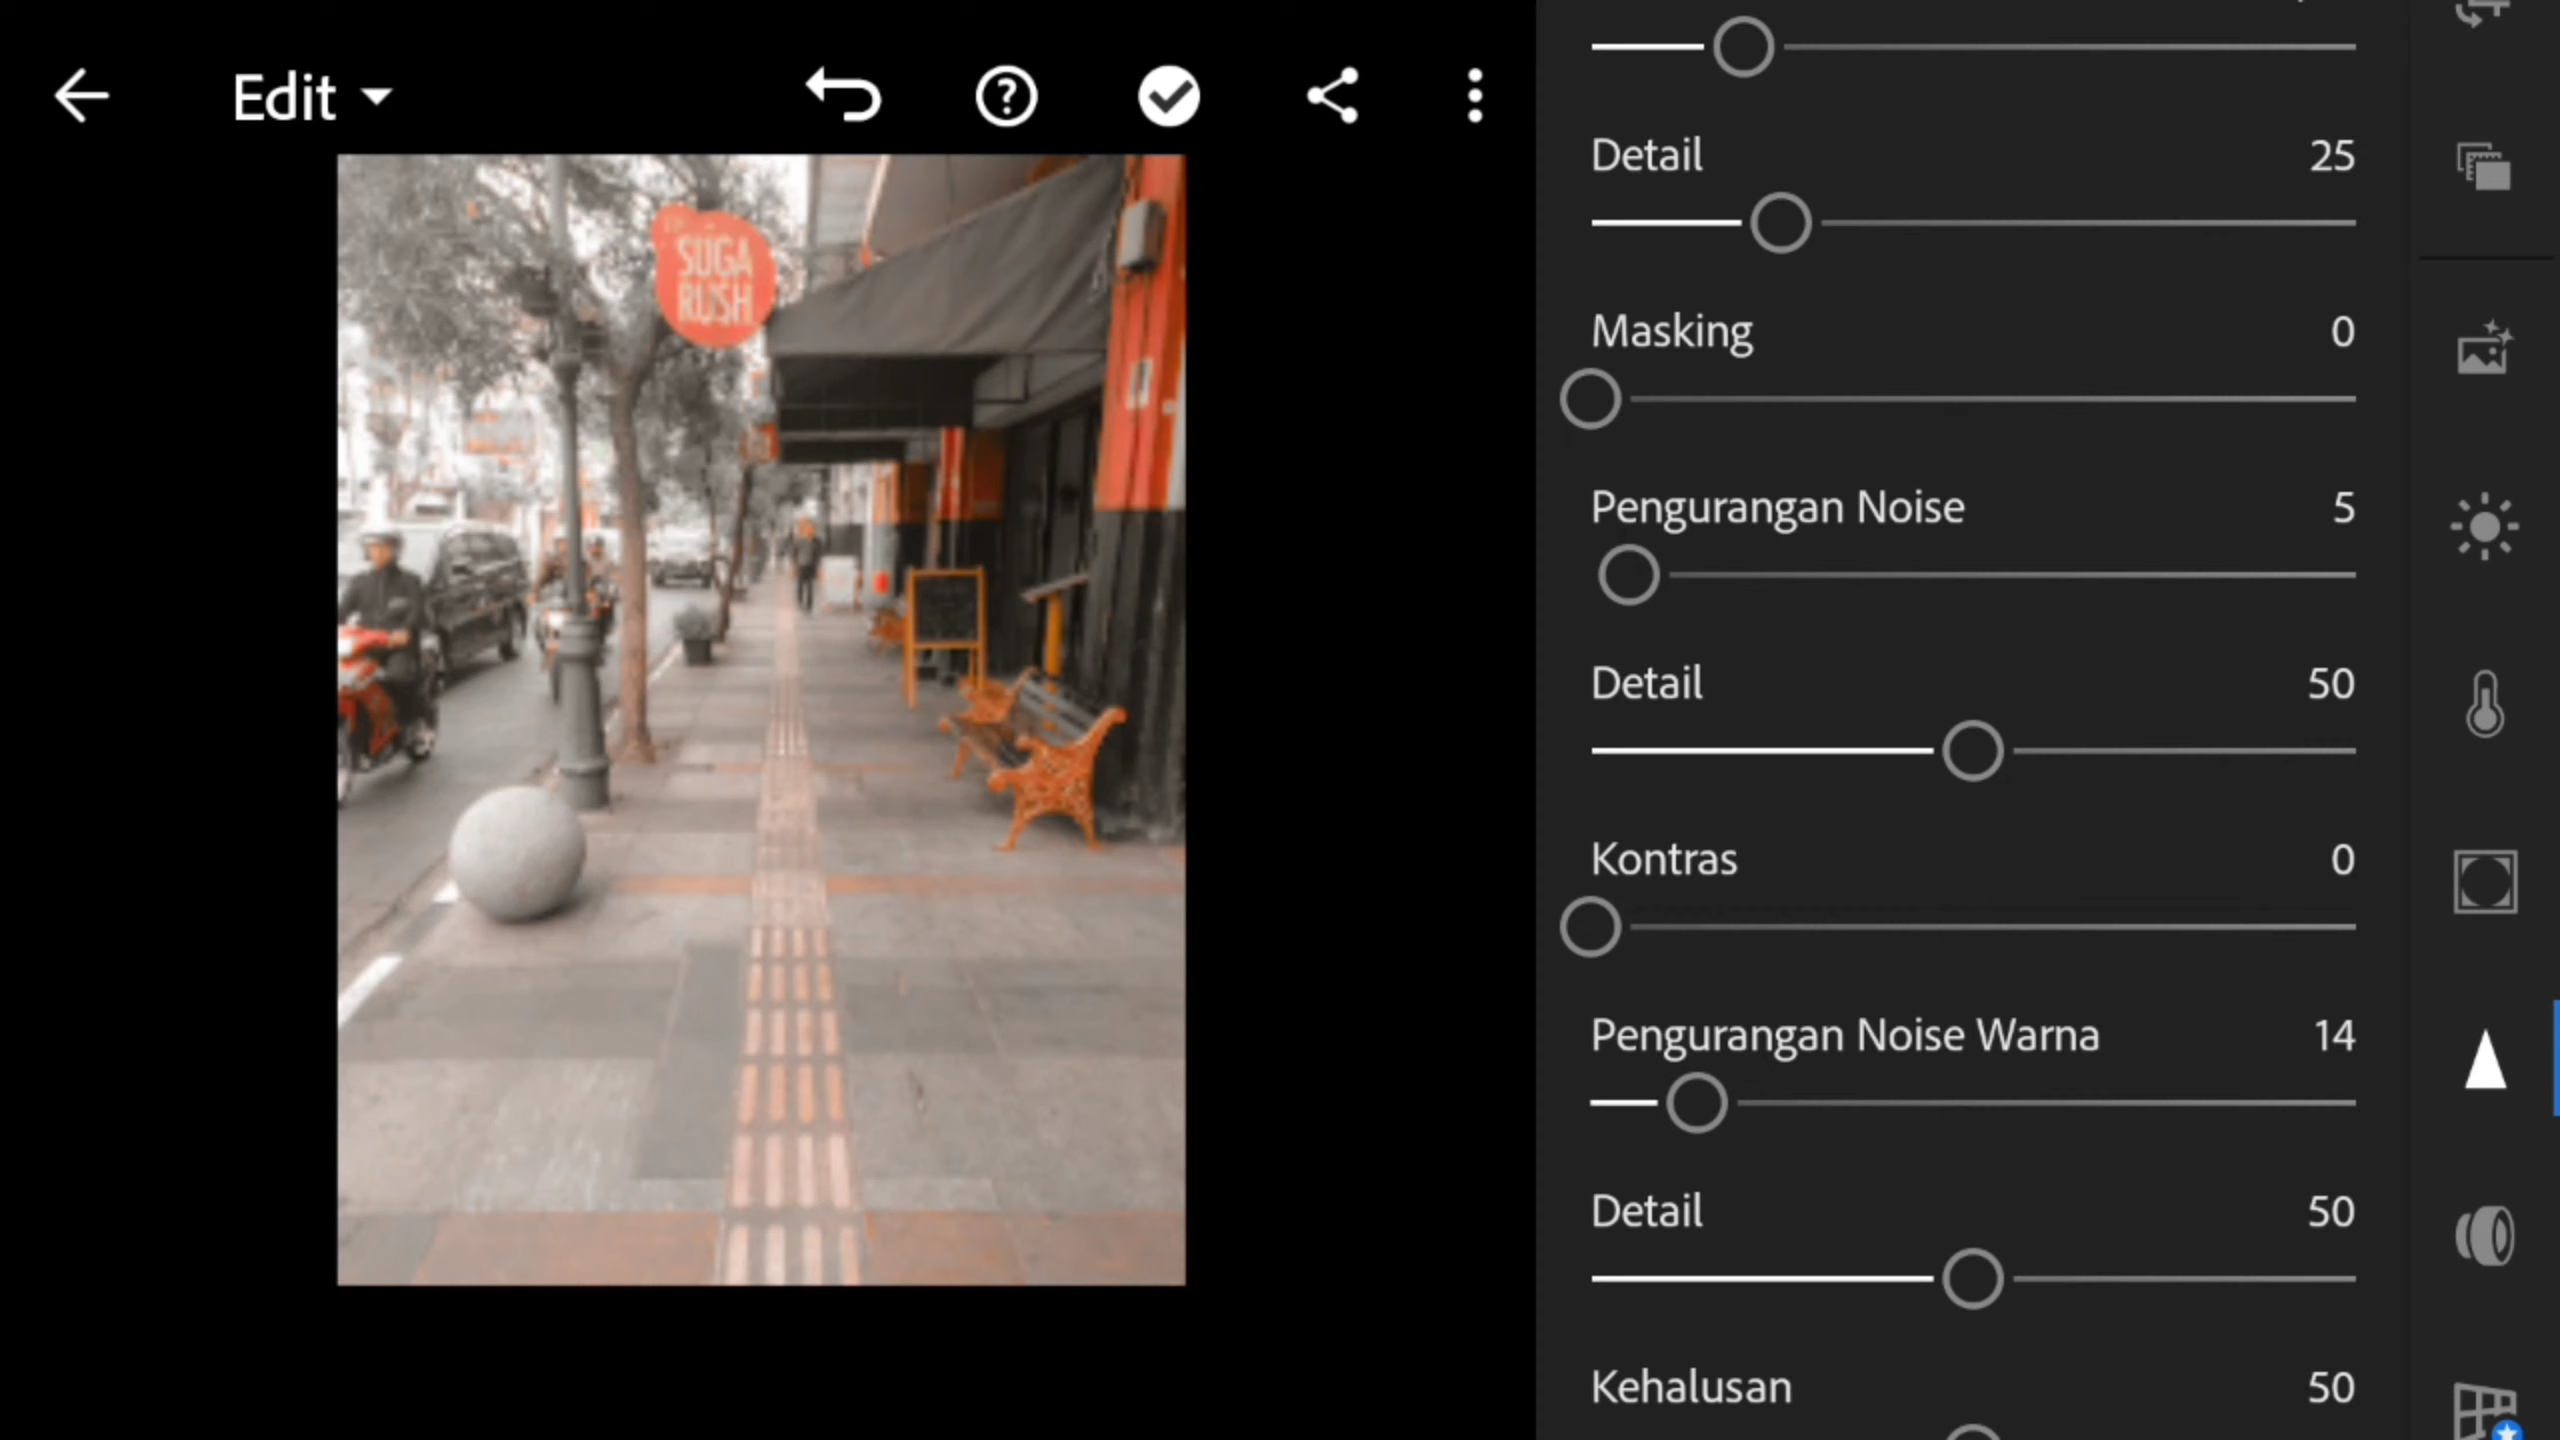 Edit
SUGA
RUSH
Detail 25
Masking 0
Pengurangan Noise 5
Detail 50
Kontras 0
Pengurangan Noise Warna 14
Detail 50
Kehalusan 50